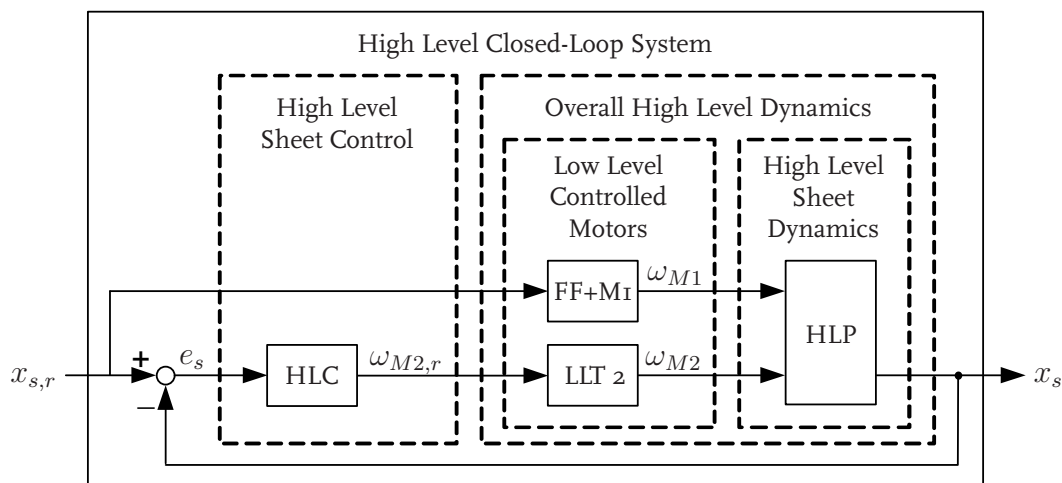 High Level Closed-Loop System
High Level
Sheet Control
Overall High Level Dynamics
Low Level
Controlled
Motors
High Level
Sheet
Dynamics
FF+M1
ω_{M1}
HLP
x_{s,r}
+
−
e_s
HLC
ω_{M2,r}
LLT 2
ω_{M2}
x_s